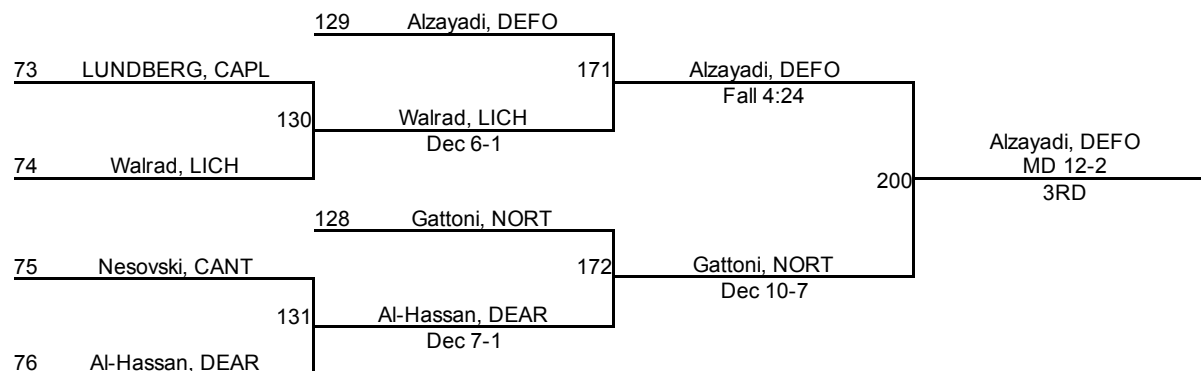 129 Alzayadi, DEFO
73 LUNDBERG, CAPL
171 Alzayadi, DEFO
Fall 4:24
130 Walrad, LICH
Dec 6-1
Alzayadi, DEFO
74 Walrad, LICH
MD 12-2
200
3RD
128 Gattoni, NORT
75 Nesovski, CANT
172 Gattoni, NORT
Dec 10-7
131 Al-Hassan, DEAR
Dec 7-1
76 Al-Hassan, DEAR